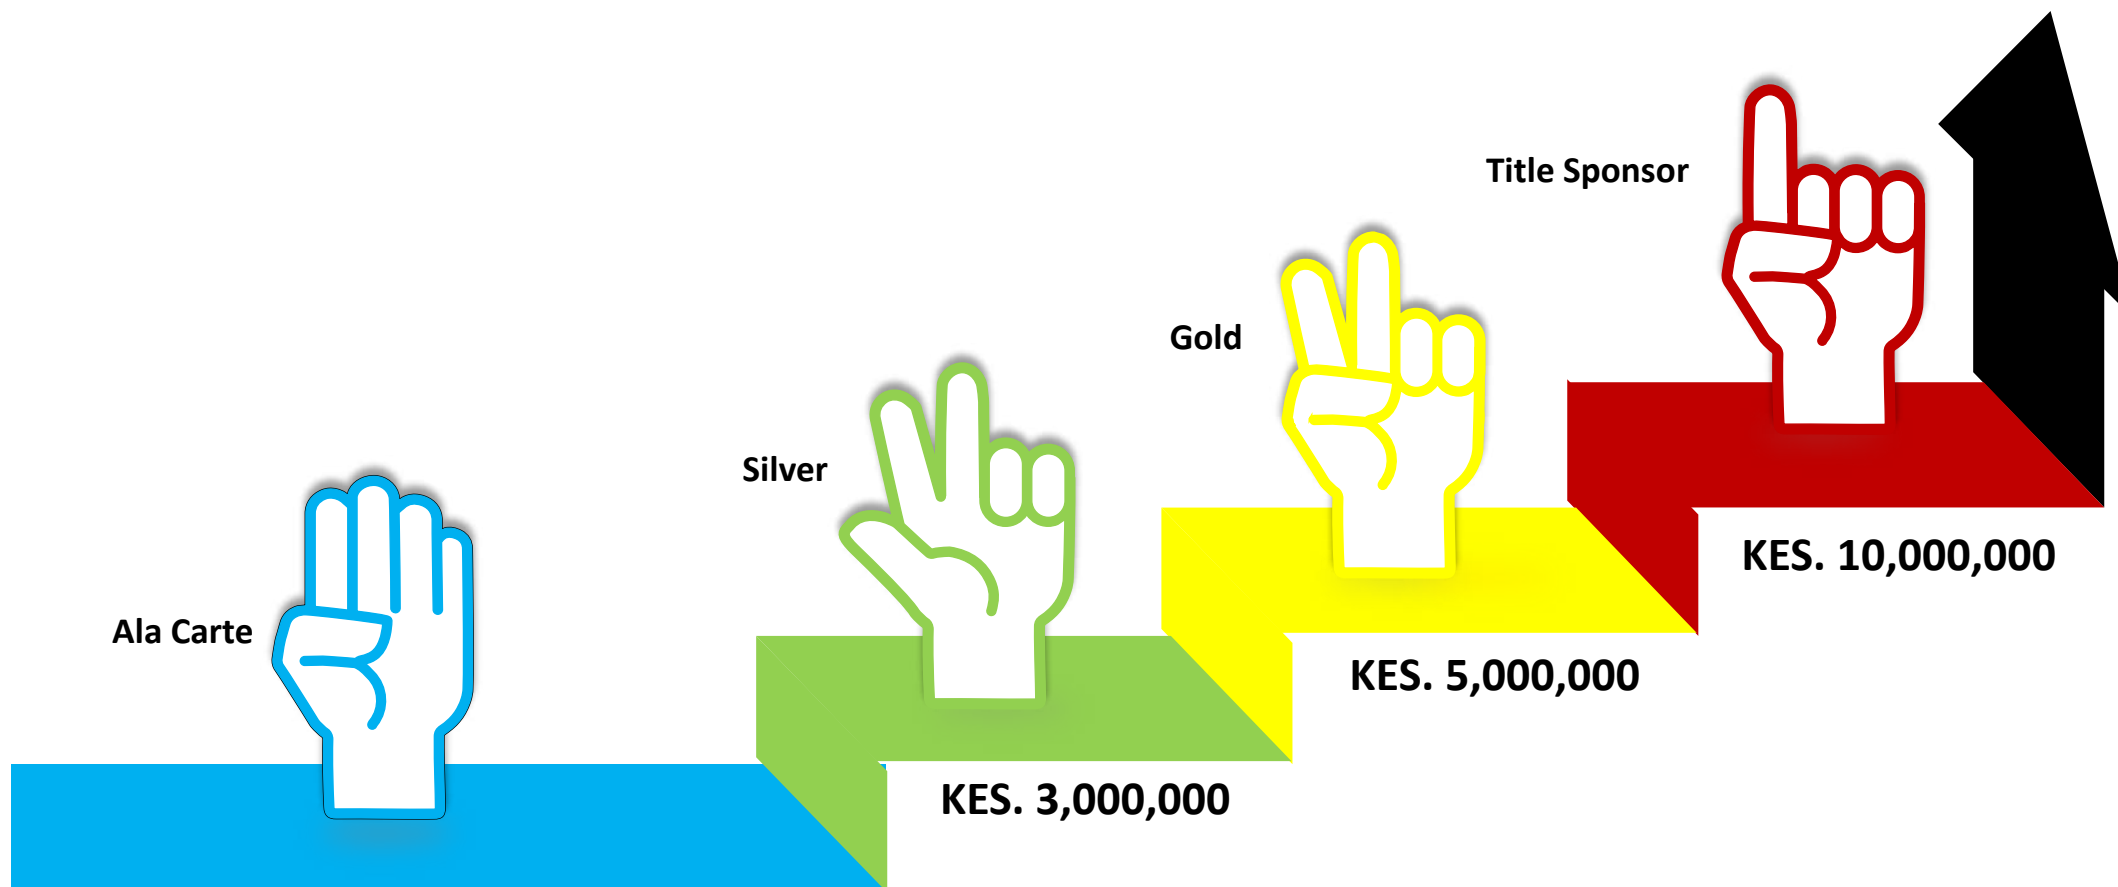 Title Sponsor
Gold
Silver
Ala Carte
KES. 10,000,000
KES. 5,000,000
KES. 3,000,000